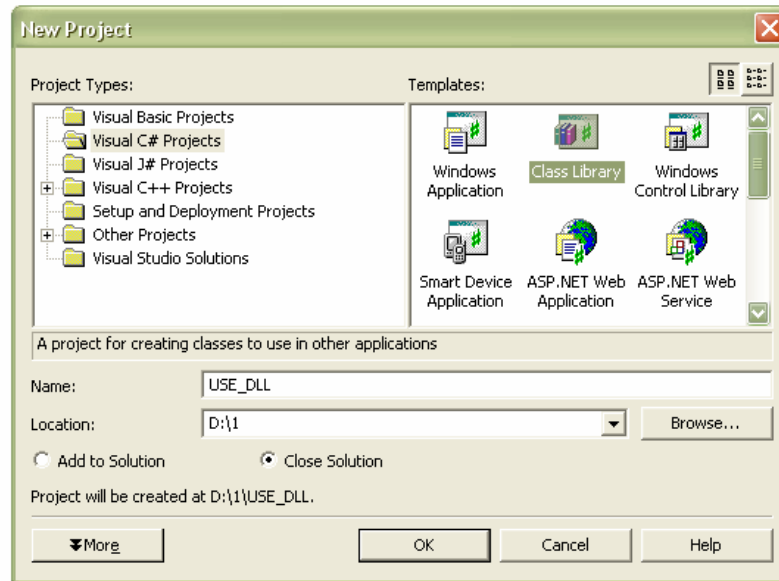 New Project
Project Types:
Templates:
Visual Basic Projects
Visual C# Projects
Visual J# Projects
Visual C++ Projects
Setup and Deployment Projects
Other Projects
Visual Studio Solutions
Windows
Application
Class Library
Windows
Control Library
Smart Device
Application
ASP.NET Web
Application
ASP.NET Web
Service
A project for creating classes to use in other applications
Name:
USE_DLL
Location:
D:\1
Browse...
Add to Solution
Close Solution
Project will be created at D:\1\USE_DLL.
More
OK
Cancel
Help